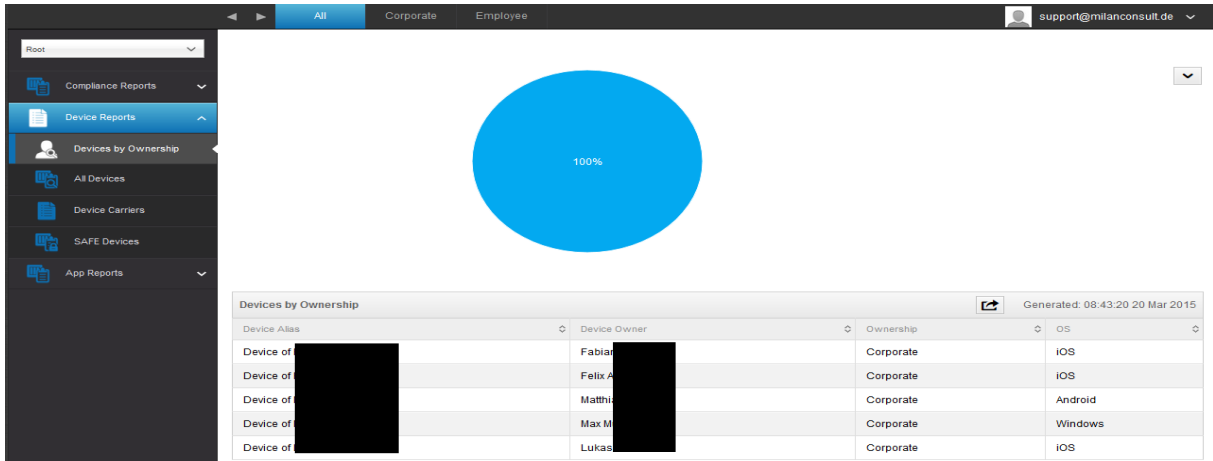 All Corporate Employee support@milanconsult.de
Root
Compliance Reports
Device Reports
Devices by Ownership
All Devices
Device Carriers
SAFE Devices
App Reports
100%
Devices by Ownership Generated: 08:43:20 20 Mar 2015
Device Alias Device Owner Ownership OS
Device of Fabian Corporate iOS
Device of Felix A Corporate iOS
Device of Matthi Corporate Android
Device of Max M Corporate Windows
Device of Lukas Corporate iOS